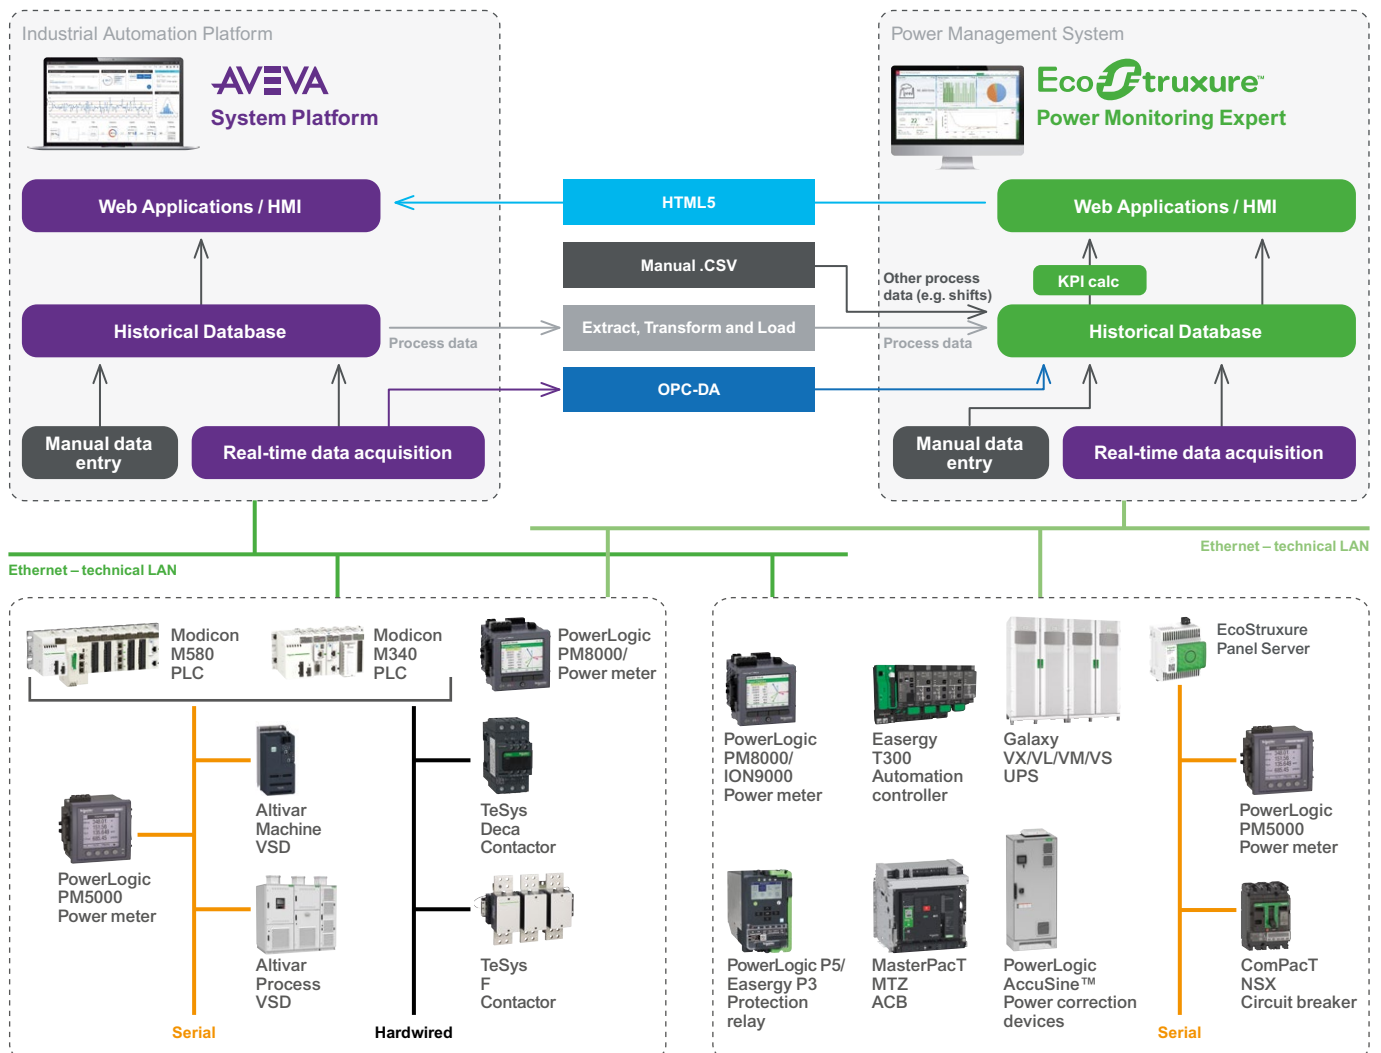 Industrial Automation Platform
AVEVA
System Platform
Web Applications / HMI
Historical Database
Process data
Manual data
entry
Real-time data acquisition
HTML5
Manual .CSV
Extract, Transform and Load
OPC-DA
Power Management System
EcoStruxure™
Power Monitoring Expert
Web Applications / HMI
KPI calc
Other process
data (e.g. shifts)
Historical Database
Process data
Manual data
entry
Real-time data acquisition
Ethernet – technical LAN
Ethernet – technical LAN
Modicon
M580
PLC
Modicon
M340
PLC
PowerLogic
PM8000/
Power meter
Altivar
Machine
VSD
TeSys
Deca
Contactor
PowerLogic
PM5000
Power meter
Altivar
Process
VSD
TeSys
F
Contactor
Serial
Hardwired
EcoStruxure
Panel Server
PowerLogic
PM8000/
ION9000
Power meter
Easergy
T300
Automation
controller
Galaxy
VX/VL/VM/VS
UPS
PowerLogic
PM5000
Power meter
PowerLogic P5/
Easergy P3
Protection
relay
MasterPacT
MTZ
ACB
PowerLogic
AccuSine™
Power correction
devices
ComPacT
NSX
Circuit breaker
Serial